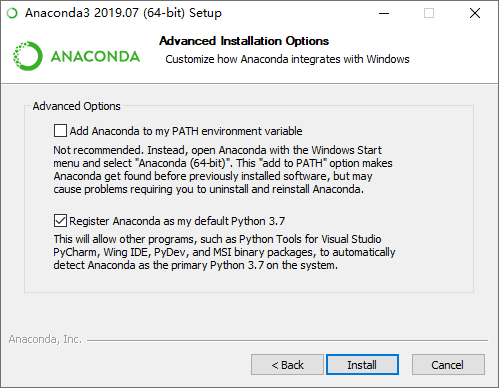 Anaconda3 2019.07 (64-bit) Setup
ANACONDA
Advanced Installation Options
Customize how Anaconda integrates with Windows
Advanced Options
Add Anaconda to my PATH environment variable
Not recommended. Instead, open Anaconda with the Windows Start
menu and select "Anaconda (64-bit)". This "add to PATH" option makes
Anaconda get found before previously installed software, but may
cause problems requiring you to uninstall and reinstall Anaconda.
Register Anaconda as my default Python 3.7
This will allow other programs, such as Python Tools for Visual Studio
PyCharm, Wing IDE, PyDev, and MSI binary packages, to automatically
detect Anaconda as the primary Python 3.7 on the system.
Anaconda, Inc.
< Back
Install
Cancel